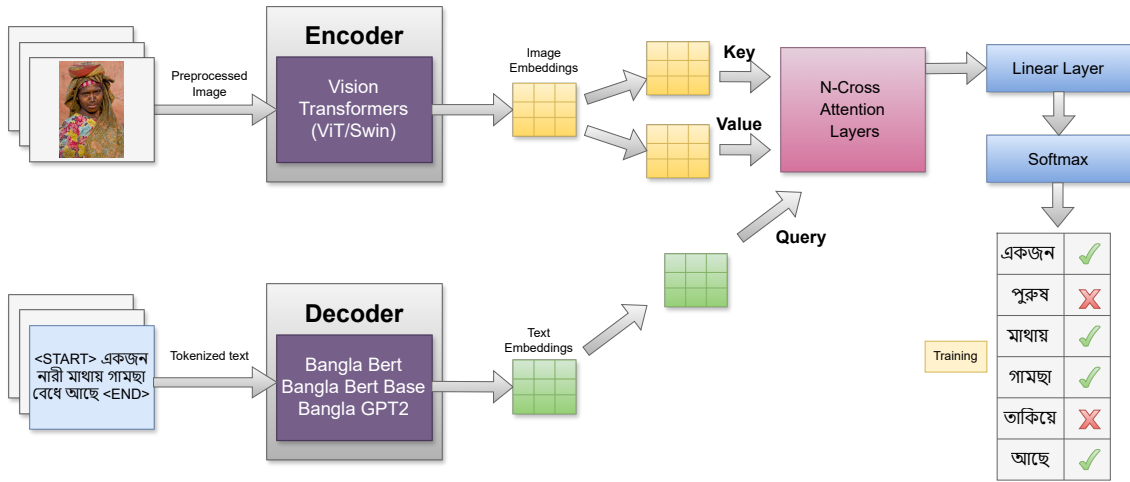 Encoder
Vision
Transformers
(ViT/Swin)
Preprocessed
Image
Image
Embeddings
Key
Value
N-Cross
Attention
Layers
Linear Layer
Softmax
Query
<START> একজন
নারী মাথায় গামছা
বেধে আছে <END>
Tokenized text
Decoder
Bangla Bert
Bangla Bert Base
Bangla GPT2
Text
Embeddings
Training
একজন
পুরুষ
মাথায়
গামছা
তাকিয়ে
আছে